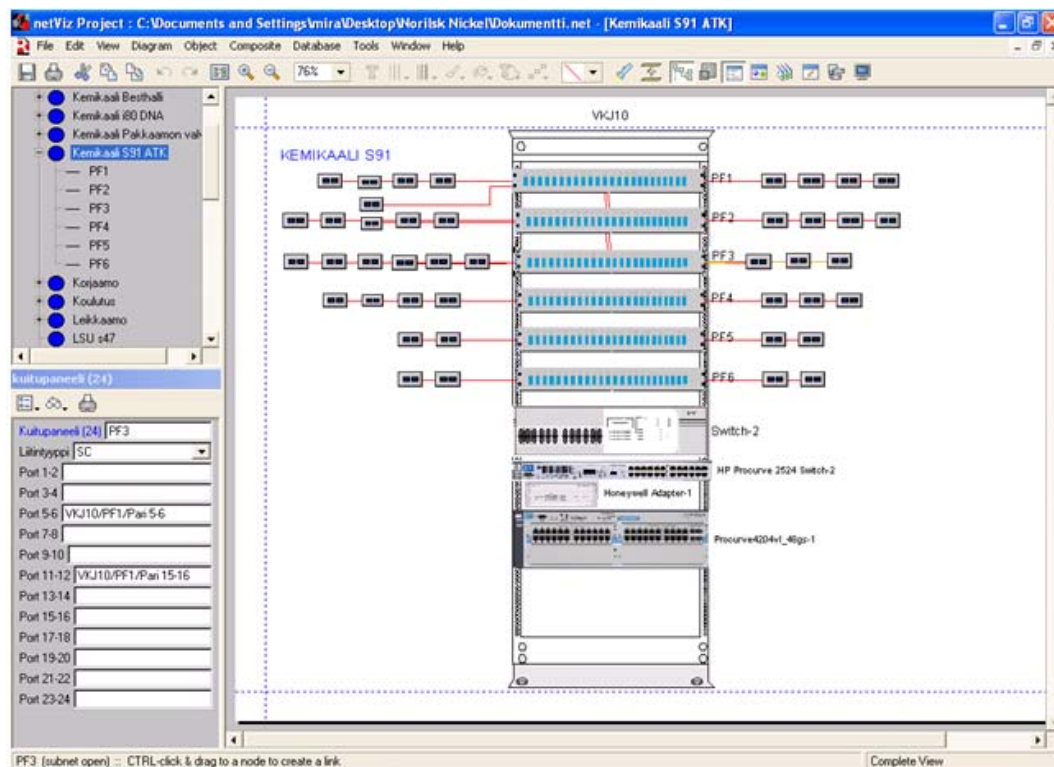 netViz Project : C:\Documents and Settings\mira\Desktop\Norilsk Nickel\Dokumentti.net - [Kemikaali S91 ATK]
File Edit View Diagram Object Composite Database Tools Window Help
76%
Kemikaali Besthalli
Kemikaali i80 DNA
Kemikaali Pakkaamon valv
Kemikaali S91 ATK
PF1
PF2
PF3
PF4
PF5
PF6
Korjaamo
Koulutus
Leikkaamo
LSU s47
kuitupaneeli (24)
Kuitupaneeli (24) PF3
Liitintyyppi SC
Port 1-2
Port 3-4
Port 5-6 VKJ10/PF1/Pari 5-6
Port 7-8
Port 9-10
Port 11-12 VKJ10/PF1/Pari 15-16
Port 13-14
Port 15-16
Port 17-18
Port 19-20
Port 21-22
Port 23-24
VKJ10
KEMIKAALI S91
PF1
PF2
PF3
PF4
PF5
PF6
Switch-2
HP Procurve 2524 Switch-2
Honeywell Adapter-1
Procurve4204vl_48gs-1
PF3 (subnet open) :: CTRL-click & drag to a node to create a link
Complete View